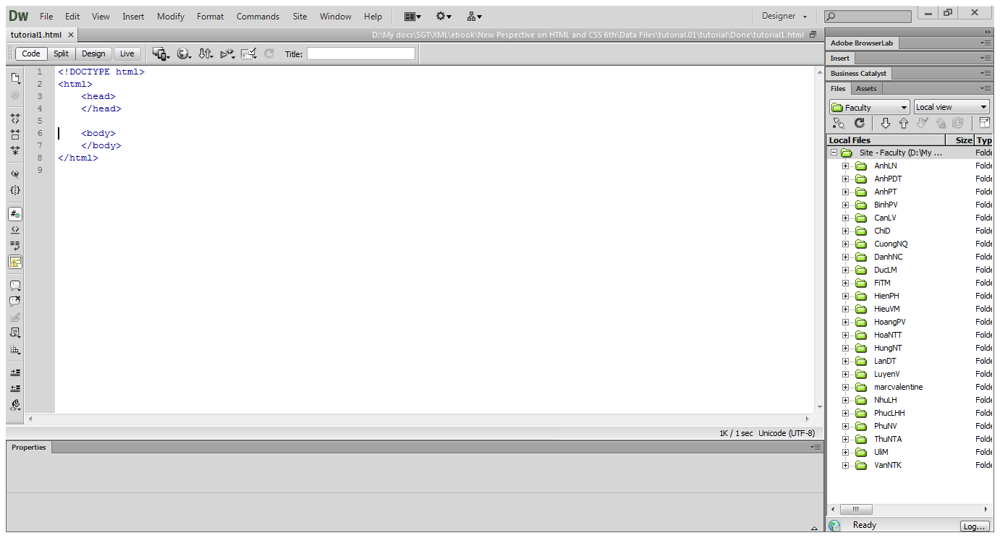 Dw File Edit View Insert Modify Format Commands Site Window Help Designer
tutorial1.html × D:\My docs\SGT\XML\ebook\New Pespective on HTML and CSS 6th\Data Files\tutorial.01\tutorial\Done\tutorial1.html
Code Split Design Live Title:
1 <!DOCTYPE html>
2 <html>
3 <head>
4 </head>
5
6 <body>
7 </body>
8 </html>
9
1K / 1 sec Unicode (UTF-8)
Properties
Adobe BrowserLab
Insert
Business Catalyst
Files Assets
Faculty Local view
Local Files Size Typ
Site - Faculty (D:\My ... Folde
AnhLN Folde
AnhPDT Folde
AnhPT Folde
BinhPV Folde
CanLV Folde
ChiD Folde
CuongNQ Folde
DanhNC Folde
DucLM Folde
FiTM Folde
HienPH Folde
HieuVM Folde
HoangPV Folde
HoaNTT Folde
HungNT Folde
LanDT Folde
LuyenV Folde
marcvalentine Folde
NhuLH Folde
PhucLHH Folde
PhuNV Folde
ThuNTA Folde
UliM Folde
VanNTK Folde
Ready Log...